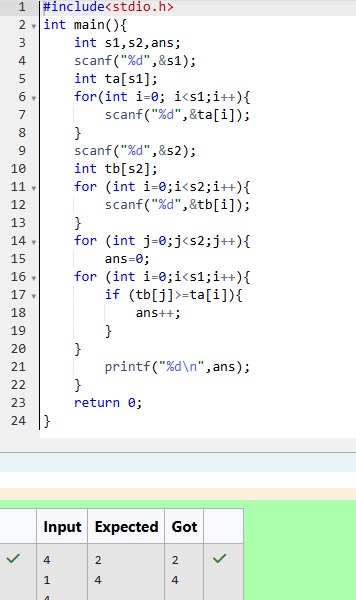 1 #include<stdio.h>
2 int main(){
3     int s1,s2,ans;
4     scanf("%d",&s1);
5     int ta[s1];
6     for(int i=0; i<s1;i++){
7         scanf("%d",&ta[i]);
8     }
9     scanf("%d",&s2);
10     int tb[s2];
11     for (int i=0;i<s2;i++){
12         scanf("%d",&tb[i]);
13     }
14     for (int j=0;j<s2;j++){
15         ans=0;
16     for (int i=0;i<s1;i++){
17         if (tb[j]>=ta[i]){
18             ans++;
19         }
20     }
21         printf("%d\n",ans);
22     }
23     return 0;
24 }
Input Expected Got
4 2 2
1 4 4
4